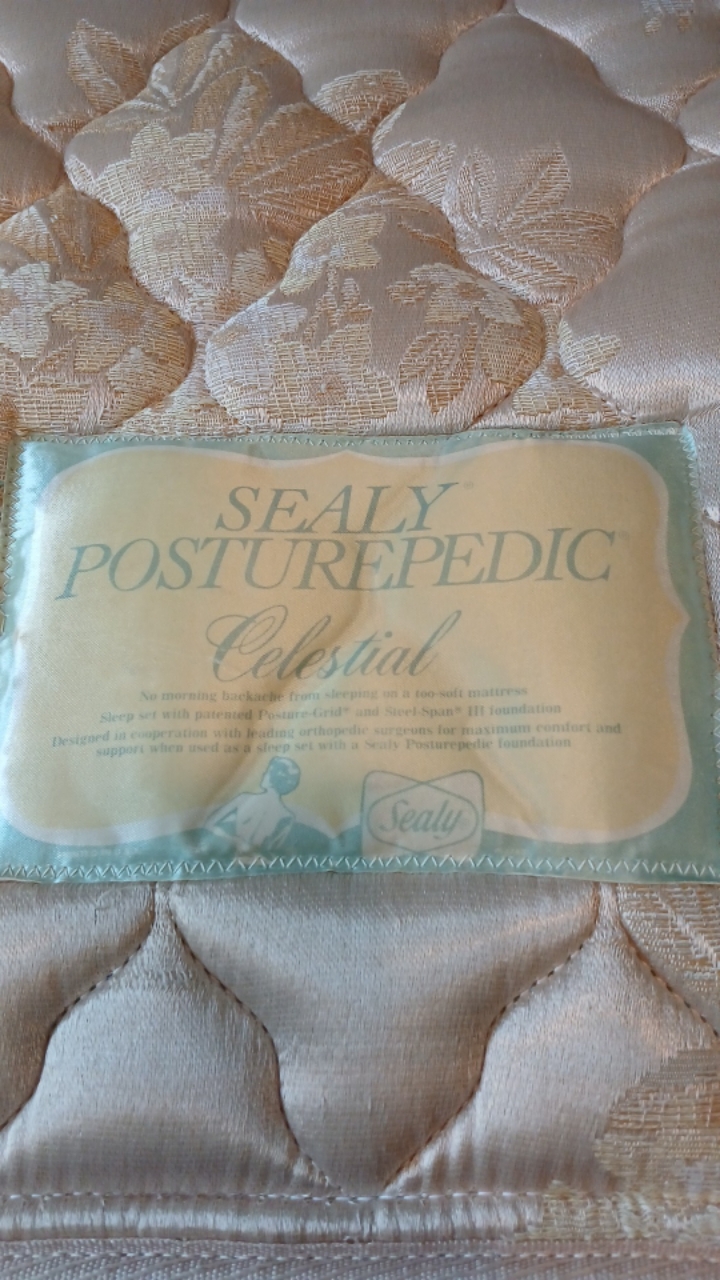 SEALY®
POSTUREPEDIC®
Celestial
No morning backache from sleeping on a too-soft mattress
Sleep set with patented Posture-Grid® and Steel-Span® III foundation
Designed in cooperation with leading orthopedic surgeons for maximum comfort and
support when used as a sleep set with a Sealy Posturepedic foundation
Sealy